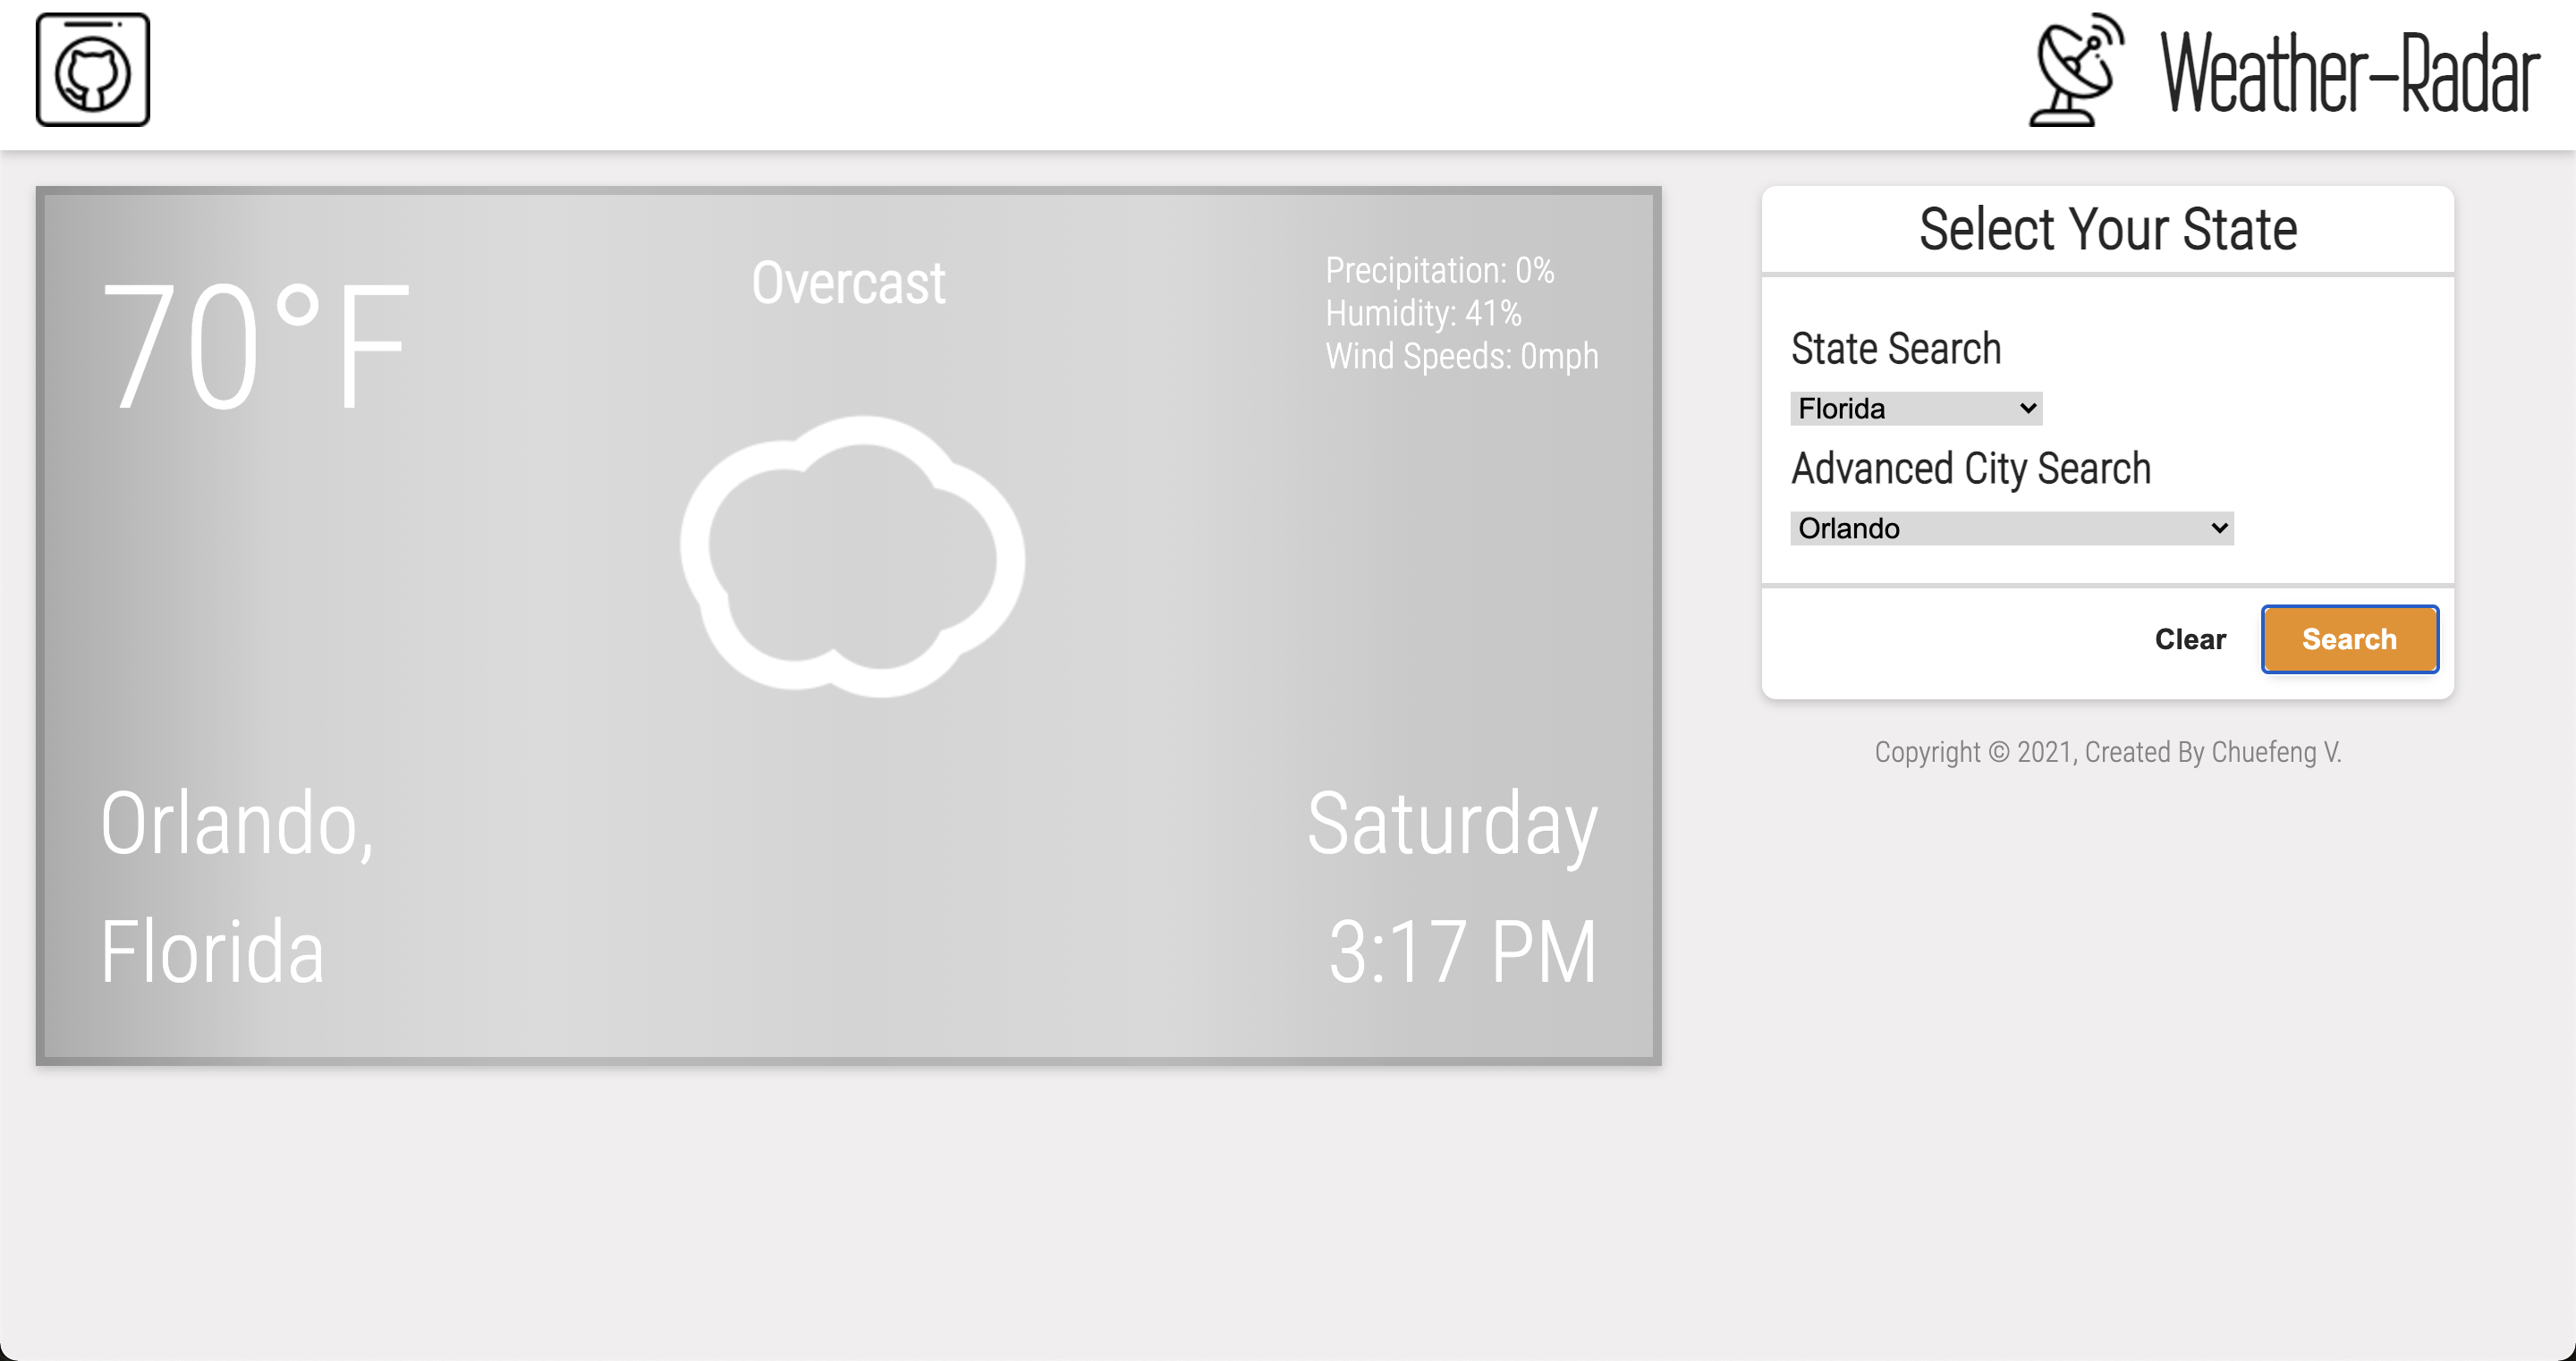 Weather-Radar
70°F
Overcast
Precipitation: 0%
Humidity: 41%
Wind Speeds: 0mph
Orlando,
Florida
Saturday
3:17 PM
Select Your State
State Search
Florida
Advanced City Search
Orlando
Clear
Search
Copyright © 2021, Created By Chuefeng V.